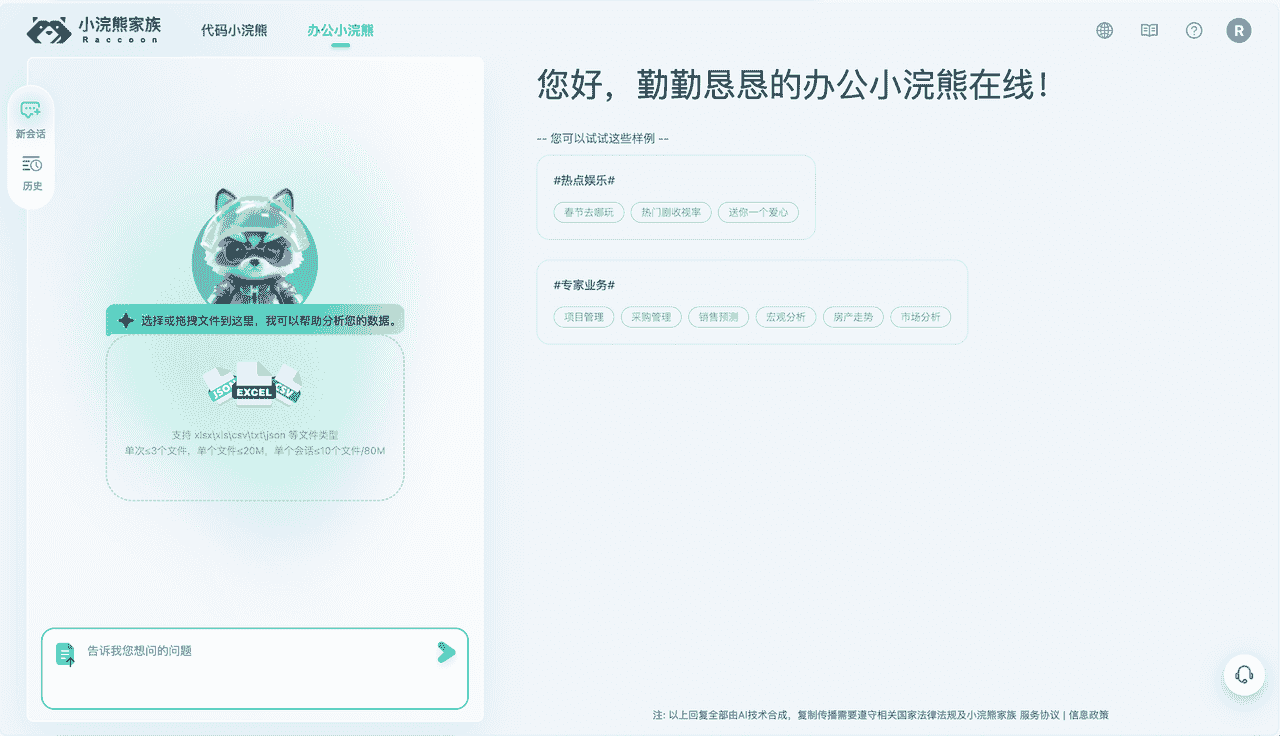 小浣熊家族
Raccoon
代码小浣熊
办公小浣熊
R
新会话
历史
选择或拖拽文件到这里，我可以帮助分析您的数据。
JSON
EXCEL
CSV
支持 xlsx\xls\csv\txt\json 等文件类型
单次≤3个文件、单个文件≤20M，单个会话≤10个文件/80M
告诉我您想问的问题
您好，勤勤恳恳的办公小浣熊在线！
-- 您可以试试这些样例 --
#热点娱乐#
春节去哪玩
热门剧收视率
送你一个爱心
#专家业务#
项目管理
采购管理
销售预测
宏观分析
房产走势
市场分析
注: 以上回复全部由AI技术合成，复制传播需要遵守相关国家法律法规及小浣熊家族 服务协议 | 信息政策